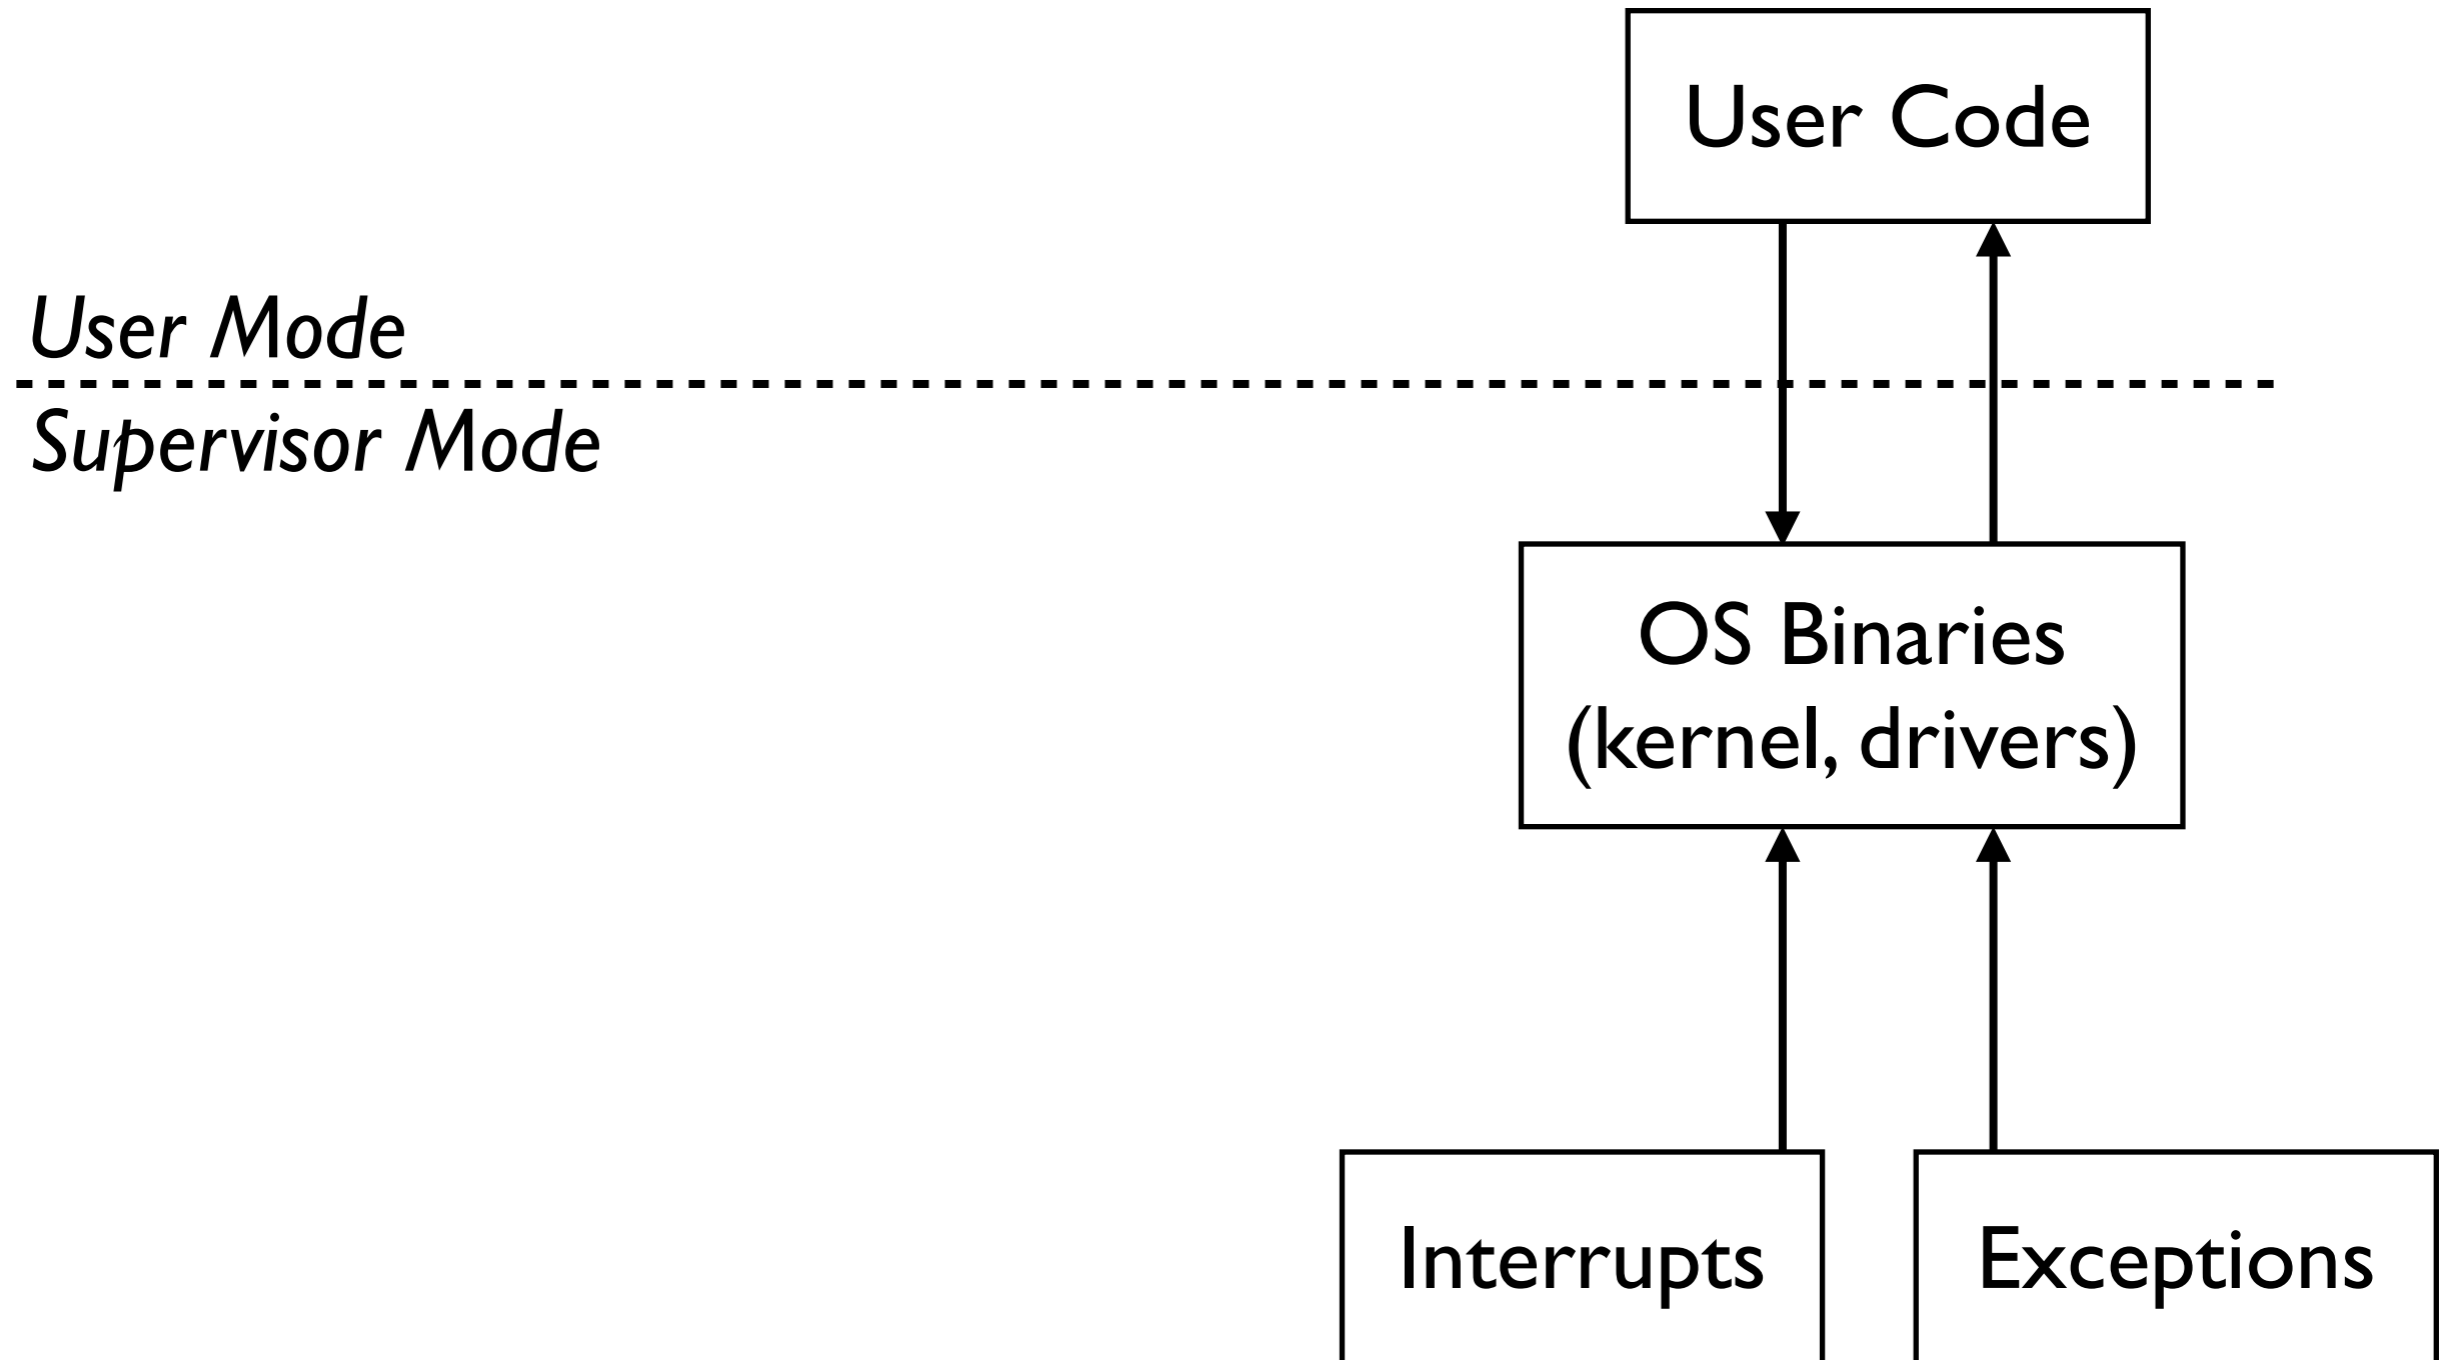 User Code
User Mode
Supervisor Mode
OS Binaries
(kernel, drivers)
Interrupts
Exceptions